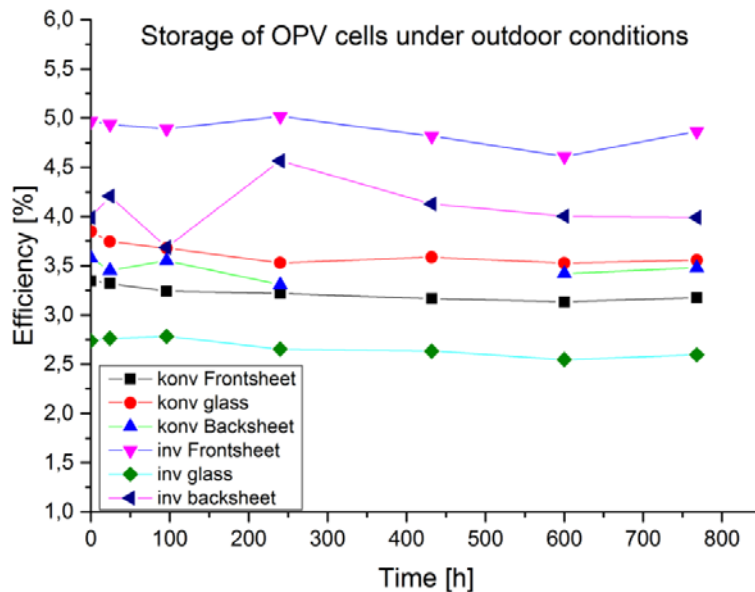 Storage of OPV cells under outdoor conditions
6,0
5,5
5,0
4,5
4,0
3,5
3,0
2,5
2,0
1,5
1,0
Efficiency [%]
konv Frontsheet
konv glass
konv Backsheet
inv Frontsheet
inv glass
inv backsheet
0 100 200 300 400 500 600 700 800
Time [h]